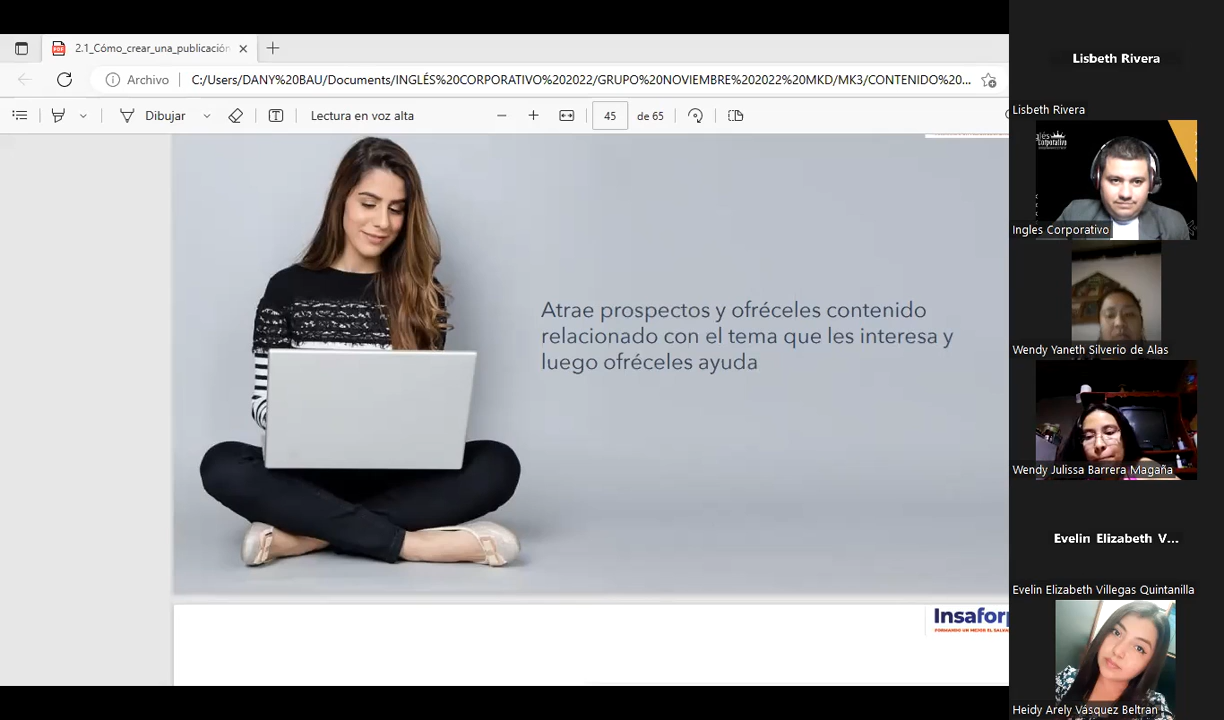 2.1_Cómo_crear_una_publicación
Archivo
C:/Users/DANY%20BAU/Documents/INGLÉS%20CORPORATIVO%202022/GRUPO%20NOVIEMBRE%202022%20MKD/MK3/CONTENIDO%20...
Dibujar
Lectura en voz alta
45
de 65
Atrae prospectos y ofréceles contenido
relacionado con el tema que les interesa y
luego ofréceles ayuda
Insafor
Lisbeth Rivera
Lisbeth Rivera
Ingles Corporativo
Wendy Yaneth Silverio de Alas
Wendy Julissa Barrera Magaña
Evelin Elizabeth V...
Evelin Elizabeth Villegas Quintanilla
Heidy Arely Vásquez Beltran